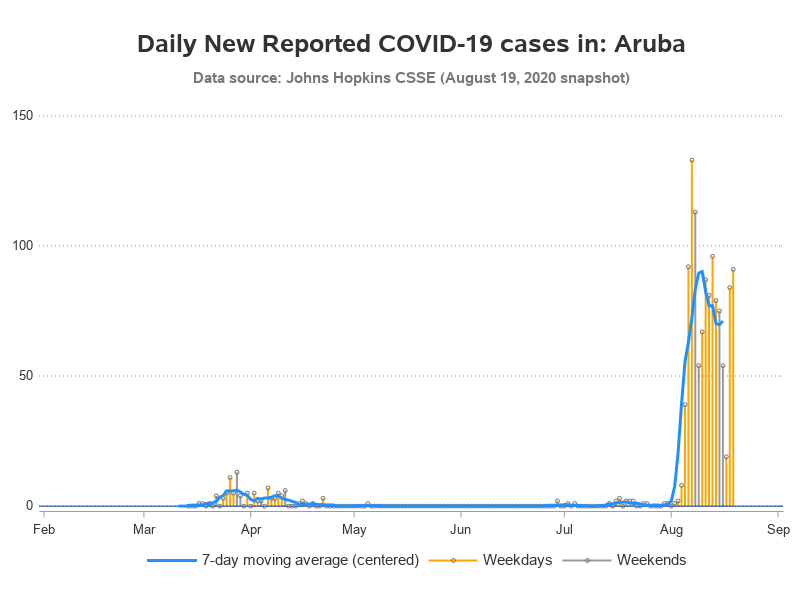 Daily New Reported COVID-19 cases in: Aruba
Data source: Johns Hopkins CSSE (August 19, 2020 snapshot)
150
100
50
0
Feb Mar Apr May Jun Jul Aug Sep
7-day moving average (centered) Weekdays Weekends